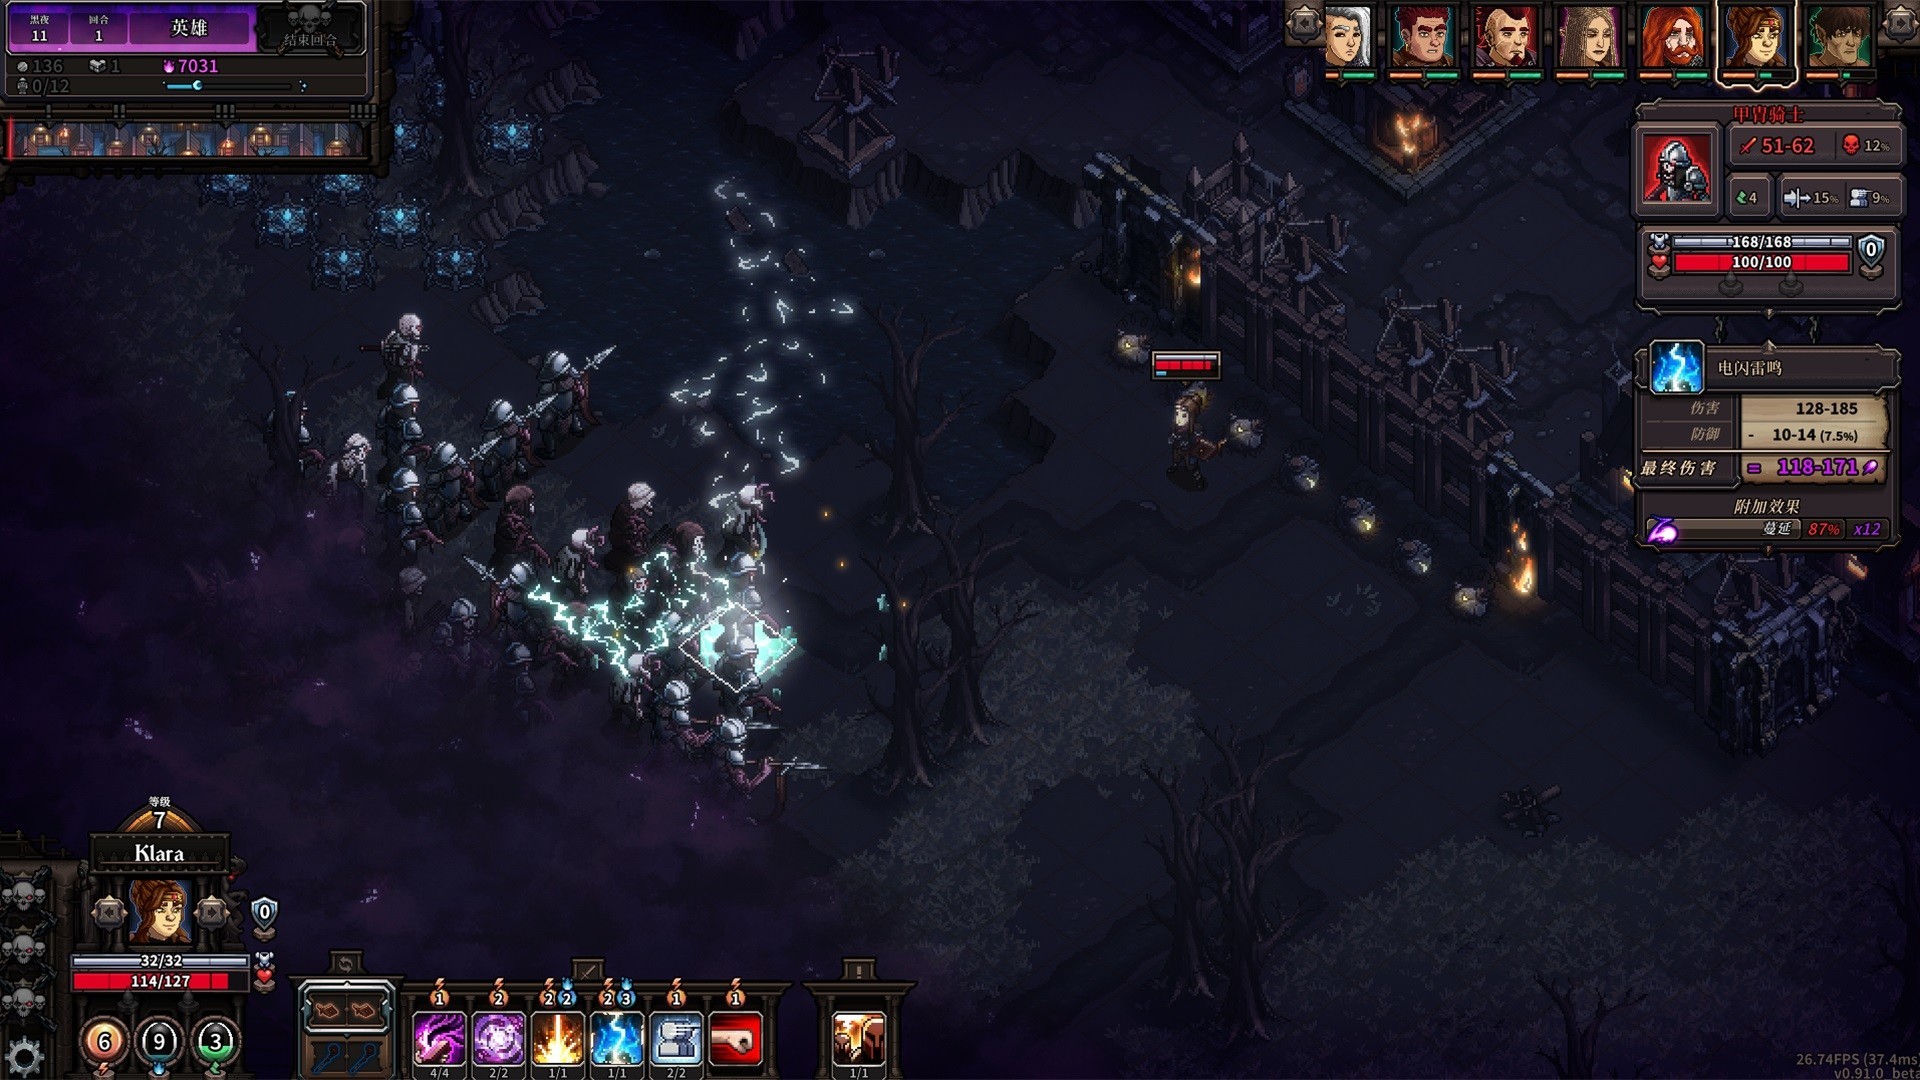 黑夜 回合
11 1 英雄
结束回合
136 1 7031
0/12
甲胄骑士
51-62 12%
4 15% 9%
168/168 0
100/100
电闪雷鸣
伤害 128-185
防御 - 10-14 (7.5%)
最终伤害 = 118-171
附加效果
蔓延 87% x12
等级
7
Klara
0
32/32
114/127
6 9 3
1 2 2 2 2 3 1 1
4/4 2/2 1/1 1/1 2/2 1/1
26.74FPS (37.4ms
v0.91.0_beta